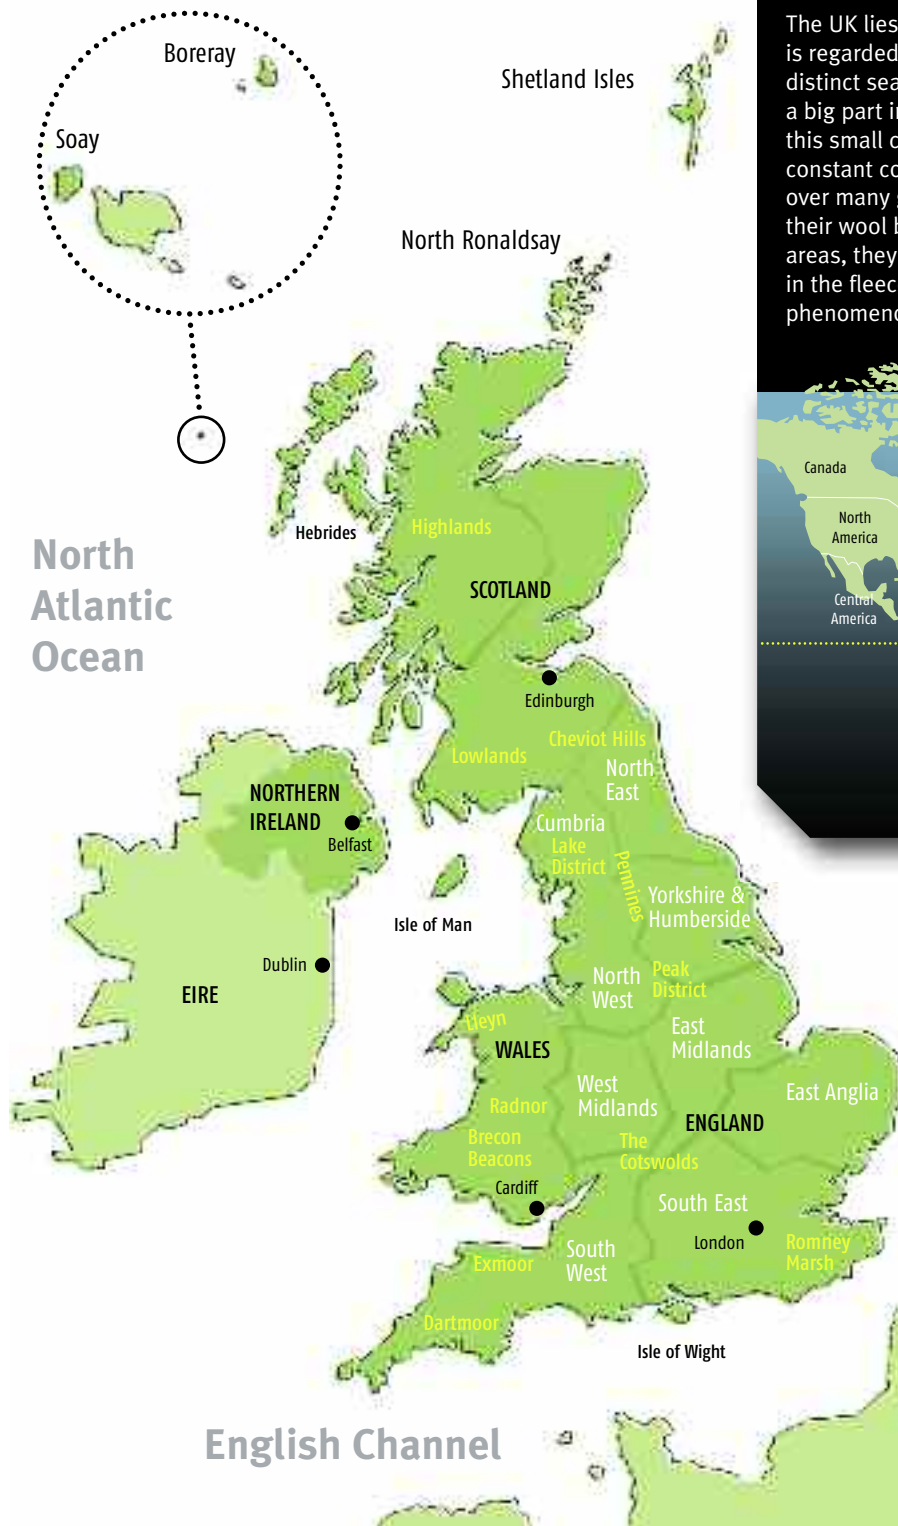 Boreray
Soay
Shetland Isles
North Ronaldsay
Hebrides
Highlands
SCOTLAND
North
Atlantic
Ocean
Edinburgh
Cheviot Hills
Lowlands
North
East
NORTHERN
IRELAND
Belfast
Cumbria
Lake
District
Pennines
Yorkshire &
Humberside
Isle of Man
Dublin
EIRE
North
West
Peak
District
Lleyn
WALES
East
Midlands
West
Midlands
East Anglia
Radnor
ENGLAND
Brecon
Beacons
The
Cotswolds
Cardiff
South East
London
Romney
Marsh
South
West
Exmoor
Dartmoor
Isle of Wight
English Channel
The UK lies
is regarded
distinct sea
a big part i
this small c
constant co
over many
their wool b
areas, they
in the fleec
phenomeno
Canada
North
America
Central
America